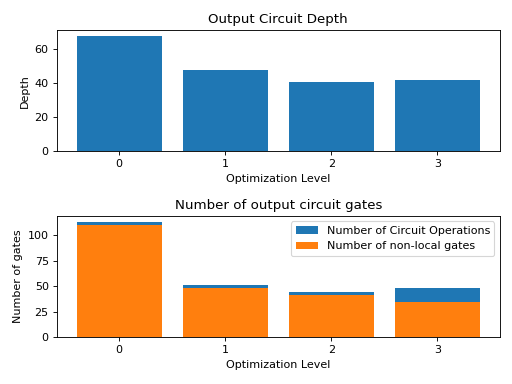 Output Circuit Depth
60
40
20
0
Depth
0 1 2 3
Optimization Level
Number of output circuit gates
Number of Circuit Operations
Number of non-local gates
100
75
50
25
0
Number of gates
0 1 2 3
Optimization Level